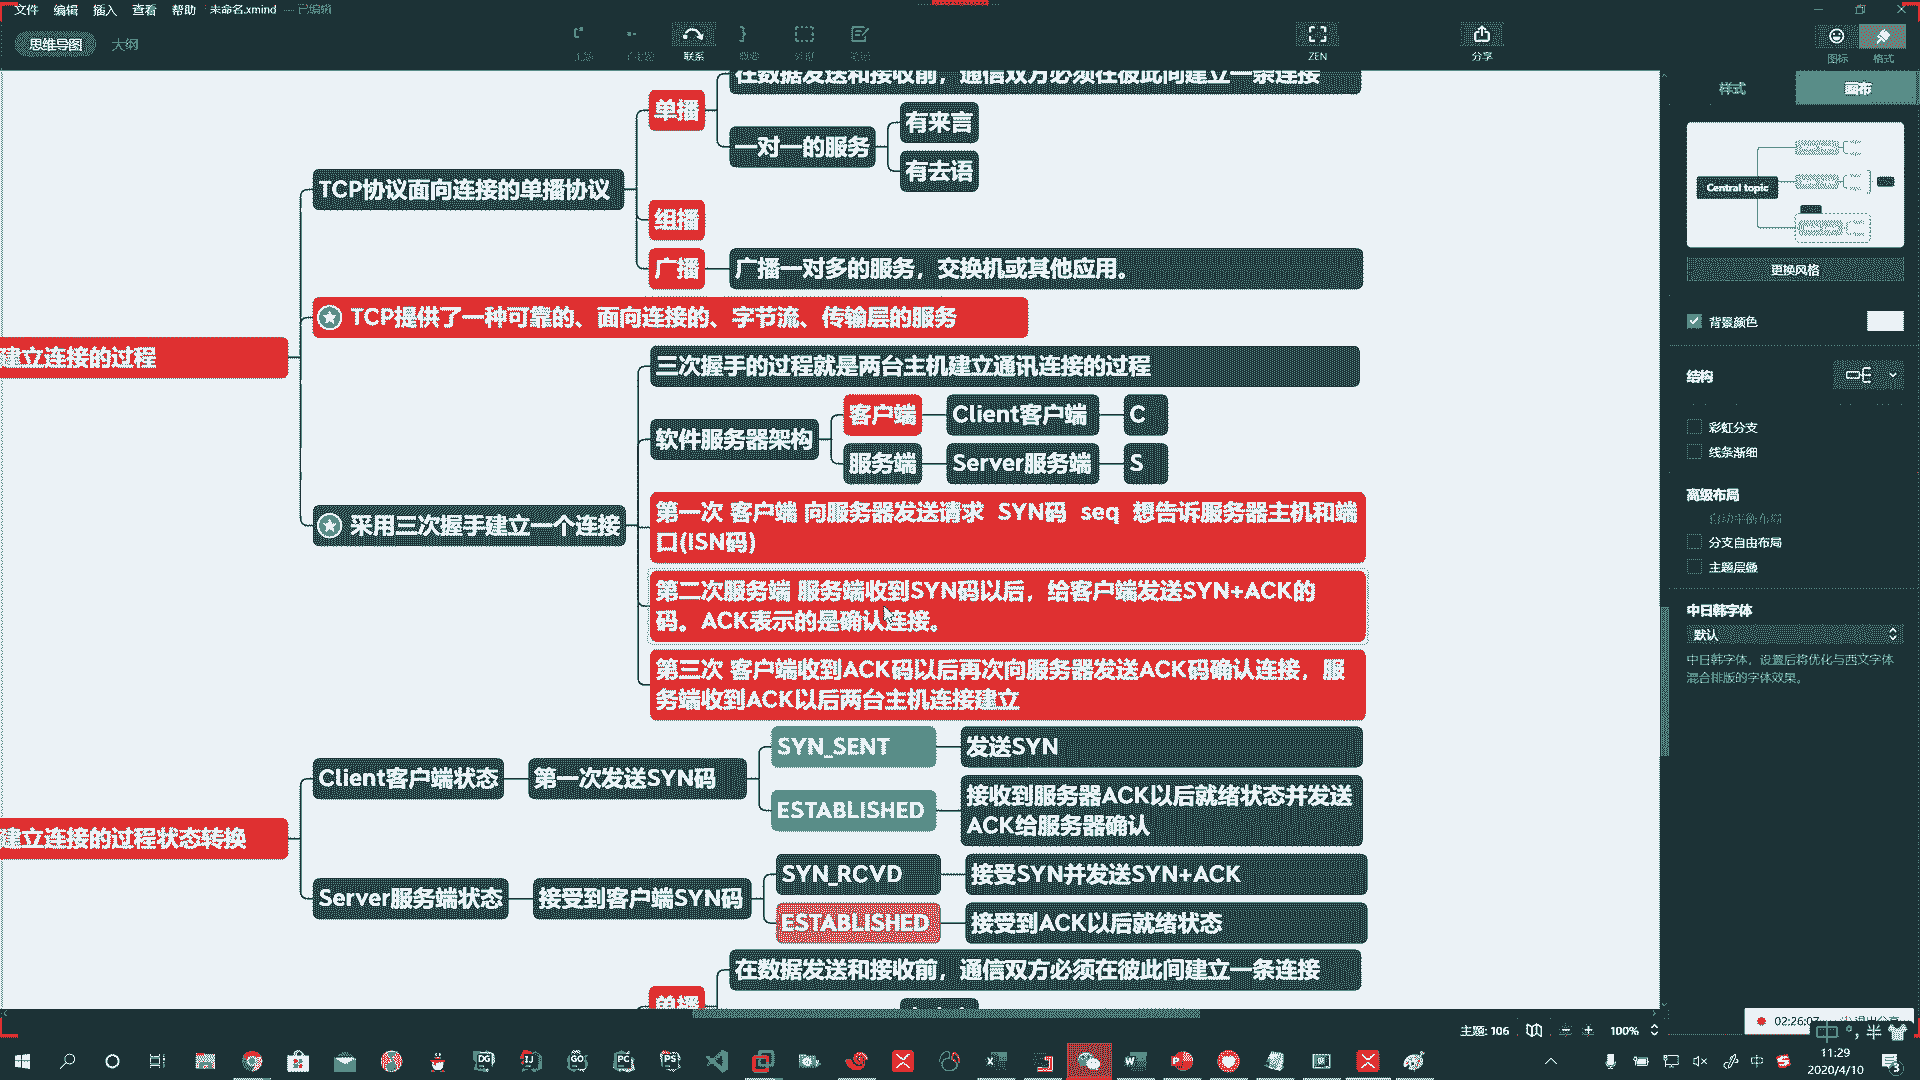 文件 编辑 插入 查看 帮助 未命名.xmind — 已编辑
思维导图 大纲
联系
ZEN
分享
图标
格式
样式
画布
在数据发送和接收前，通信双方必须在彼此间建立一条连接
单播
一对一的服务
有来言
有去语
TCP协议面向连接的单播协议
组播
广播
广播一对多的服务，交换机或其他应用。
TCP提供了一种可靠的、面向连接的、字节流、传输层的服务
建立连接的过程
三次握手的过程就是两台主机建立通讯连接的过程
软件服务器架构
客户端
Client客户端
C
服务端
Server服务端
S
采用三次握手建立一个连接
第一次 客户端 向服务器发送请求 SYN码 seq 想告诉服务器主机和端
口(ISN码)
第二次服务端 服务端收到SYN码以后，给客户端发送SYN+ACK的
码。ACK表示的是确认连接。
第三次 客户端收到ACK码以后再次向服务器发送ACK码确认连接，服
务端收到ACK以后两台主机连接建立
Client客户端状态
第一次发送SYN码
SYN_SENT
发送SYN
ESTABLISHED
接收到服务器ACK以后就绪状态并发送
ACK给服务器确认
建立连接的过程状态转换
Server服务端状态
接受到客户端SYN码
SYN_RCVD
接受SYN并发送SYN+ACK
ESTABLISHED
接受到ACK以后就绪状态
在数据发送和接收前，通信双方必须在彼此间建立一条连接
单播
Central topic
更换风格
背景颜色
结构
彩虹分支
线条渐细
高级布局
自动平衡布局
分支自由布局
主题层叠
中日韩字体
默认
中日韩字体，设置后将优化与西文字体
混合排版的字体效果。
主题: 106
100%
02:26:07
中 半
DG IJ GO PC PS
中
11:29
2020/4/10
3